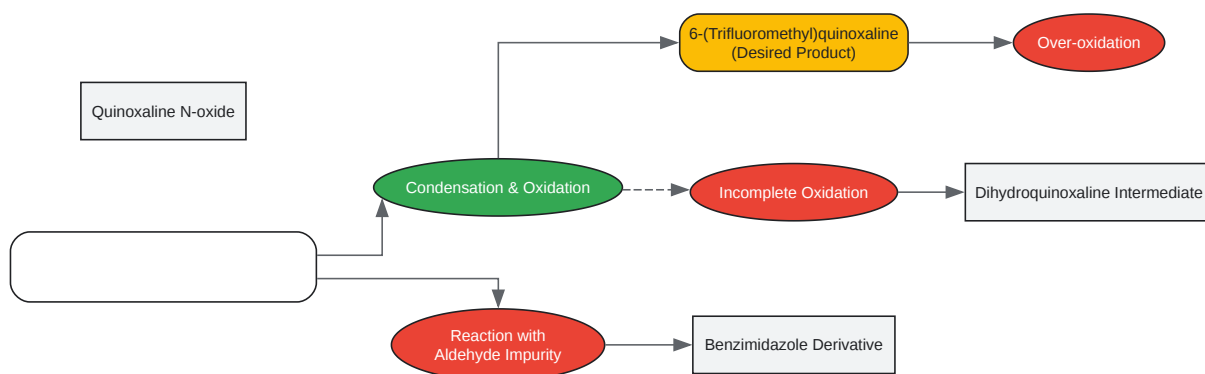 6-(Trifluoromethyl)quinoxaline
(Desired Product)
Over-oxidation
Quinoxaline N-oxide
Condensation & Oxidation
Incomplete Oxidation
Dihydroquinoxaline Intermediate
Reaction with
Aldehyde Impurity
Benzimidazole Derivative